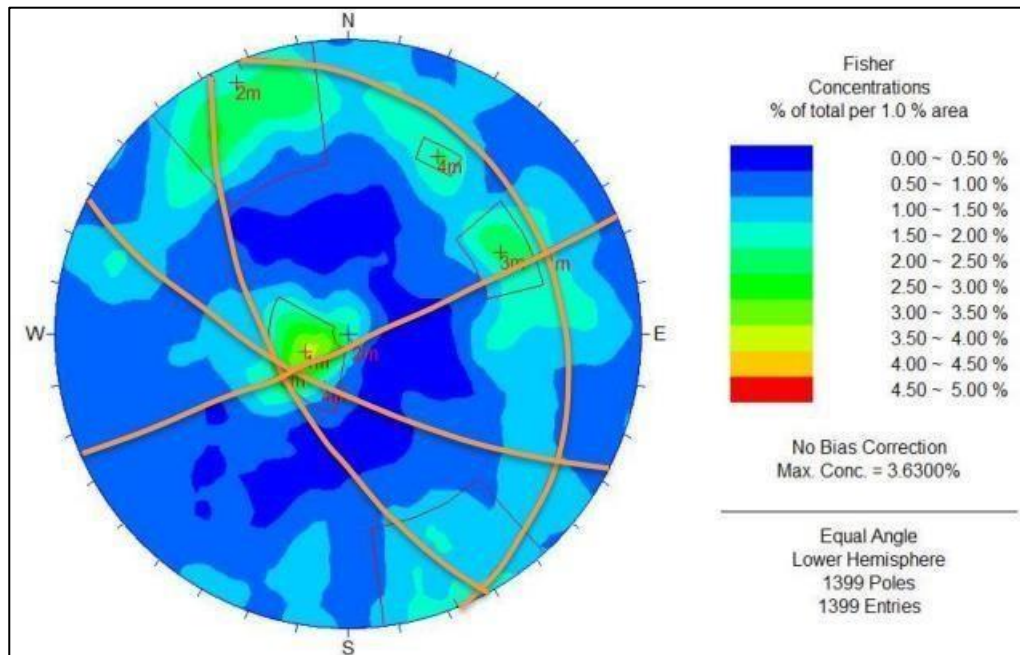 N
2m
4m
3m
m
W
E
m
S
Fisher
Concentrations
% of total per 1.0 % area
0.00 ~ 0.50 %
0.50 ~ 1.00 %
1.00 ~ 1.50 %
1.50 ~ 2.00 %
2.00 ~ 2.50 %
2.50 ~ 3.00 %
3.00 ~ 3.50 %
3.50 ~ 4.00 %
4.00 ~ 4.50 %
4.50 ~ 5.00 %
No Bias Correction
Max. Conc. = 3.6300%
Equal Angle
Lower Hemisphere
1399 Poles
1399 Entries